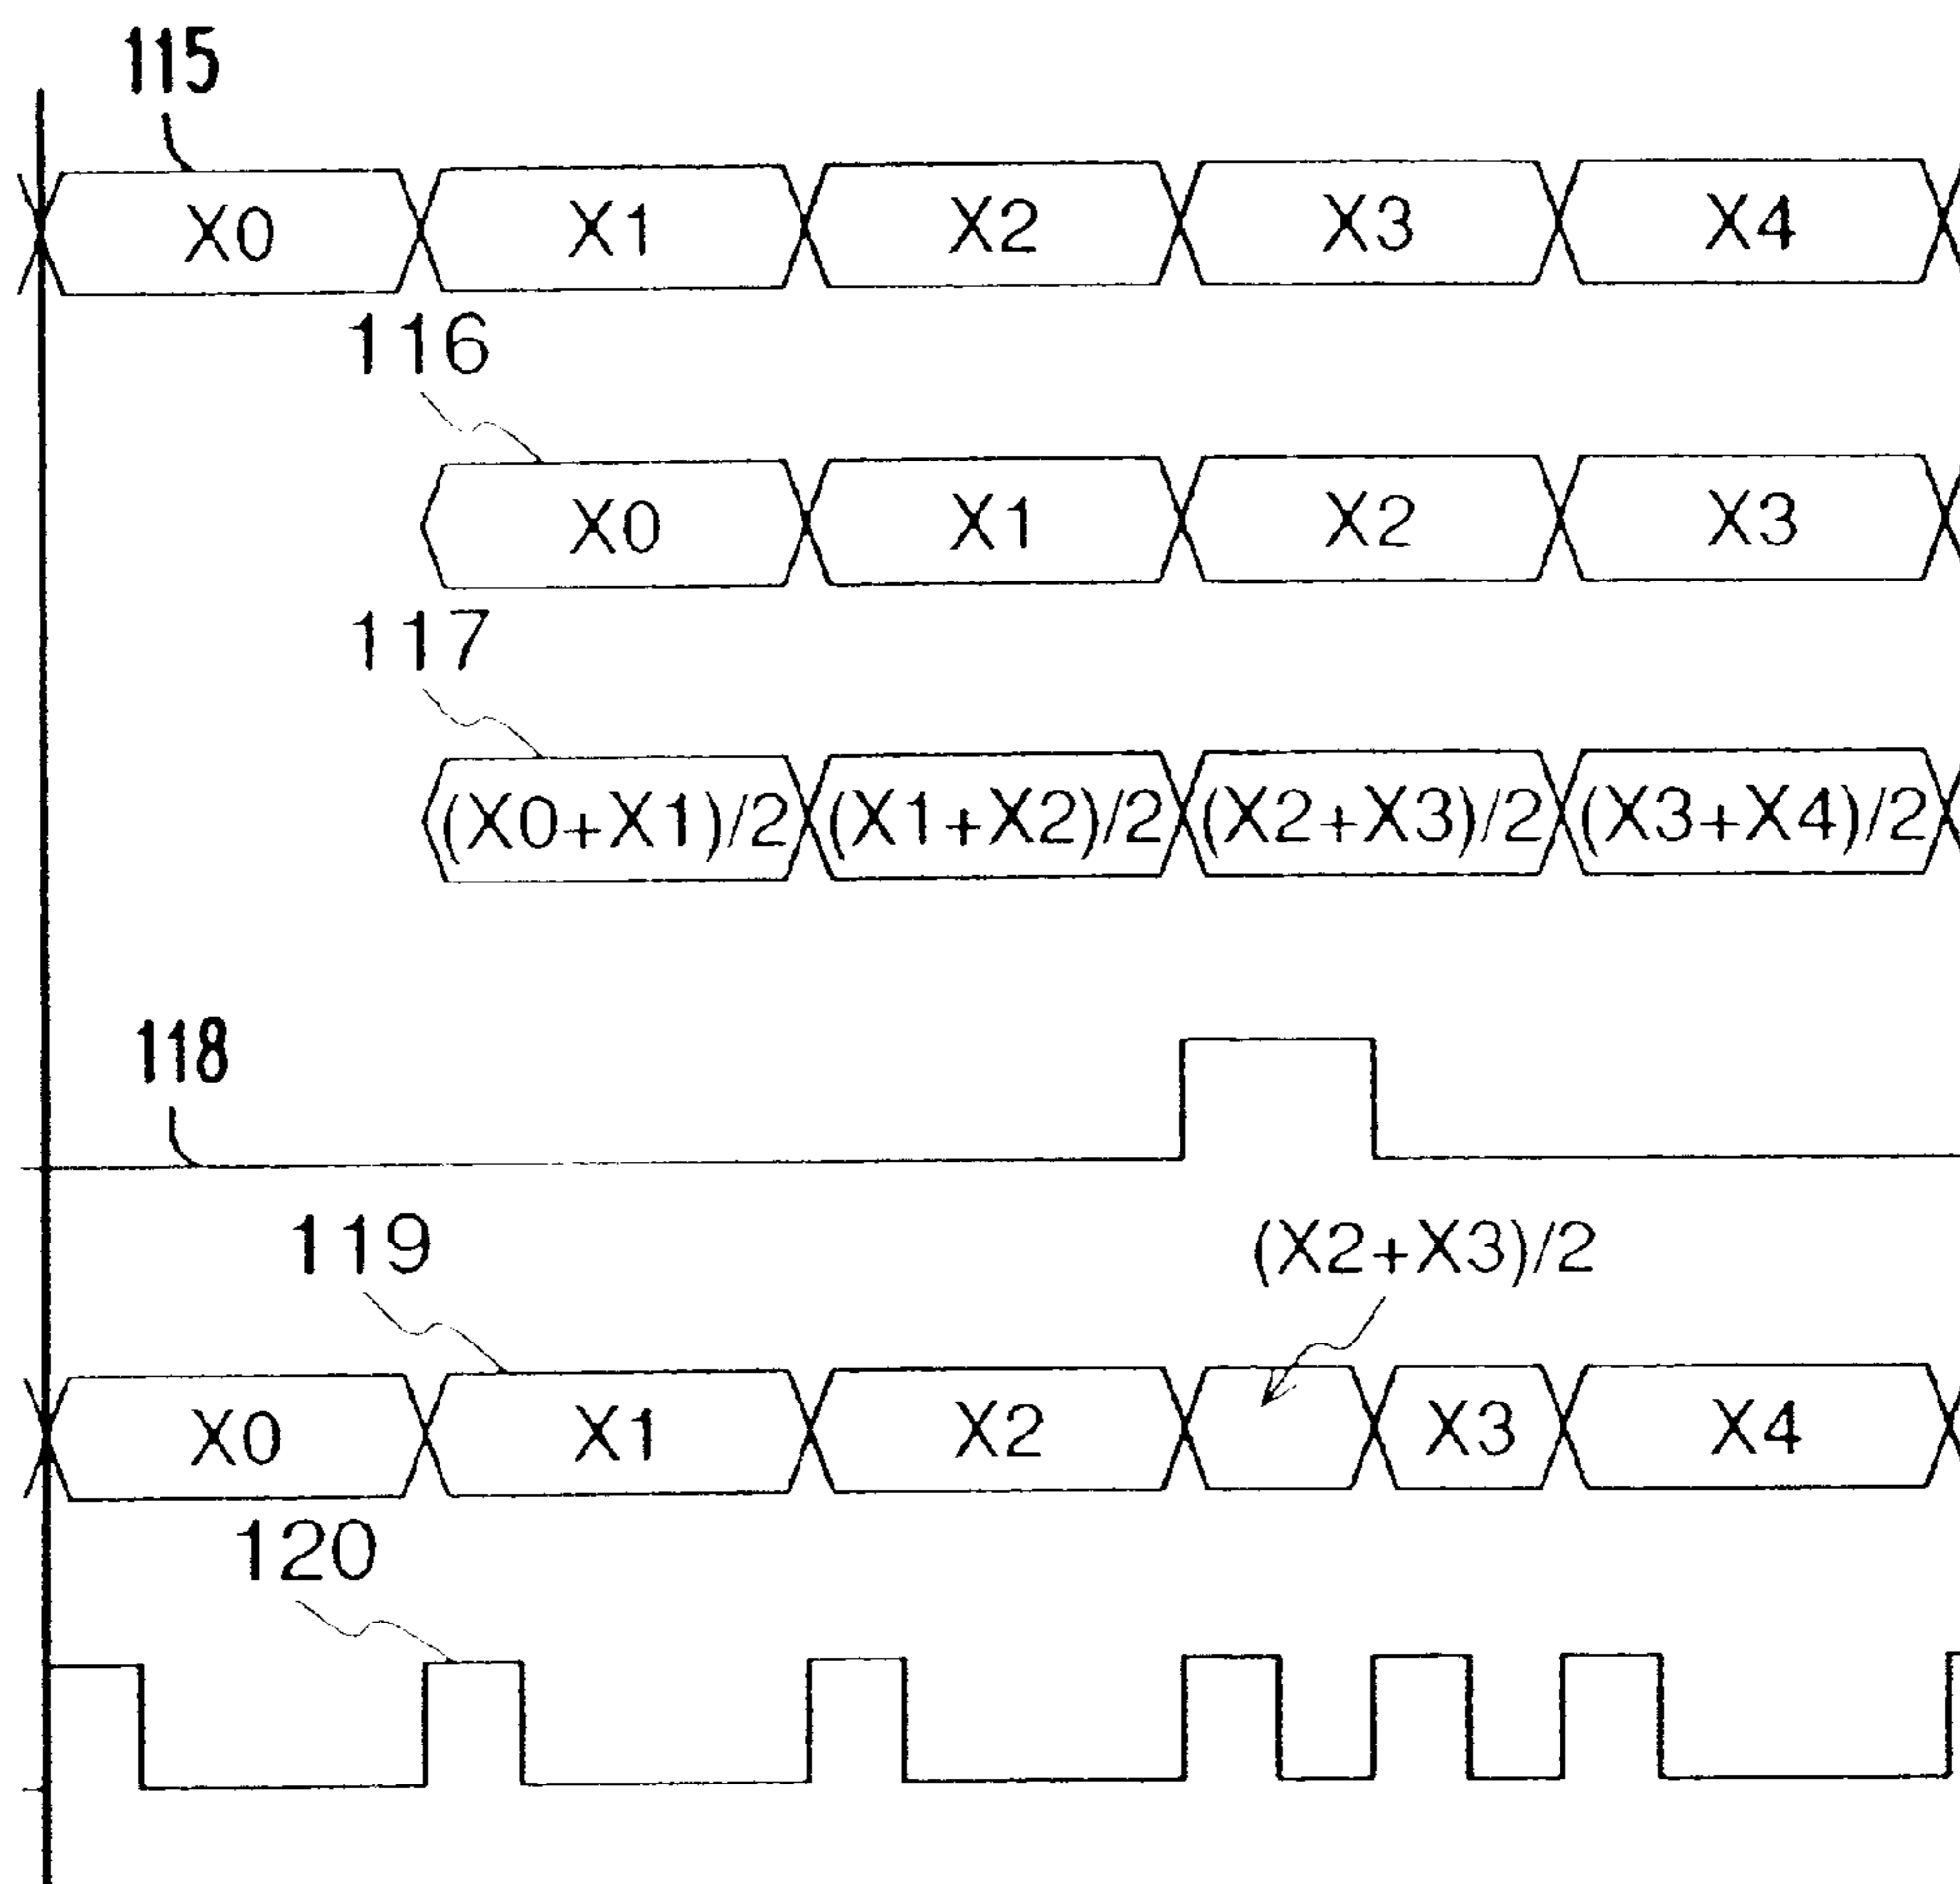 115
X0 X1 X2 X3 X4
116
X0 X1 X2 X3
117
(X0+X1)/2 (X1+X2)/2 (X2+X3)/2 (X3+X4)/2
118
119 (X2+X3)/2
X0 X1 X2 X3 X4
120